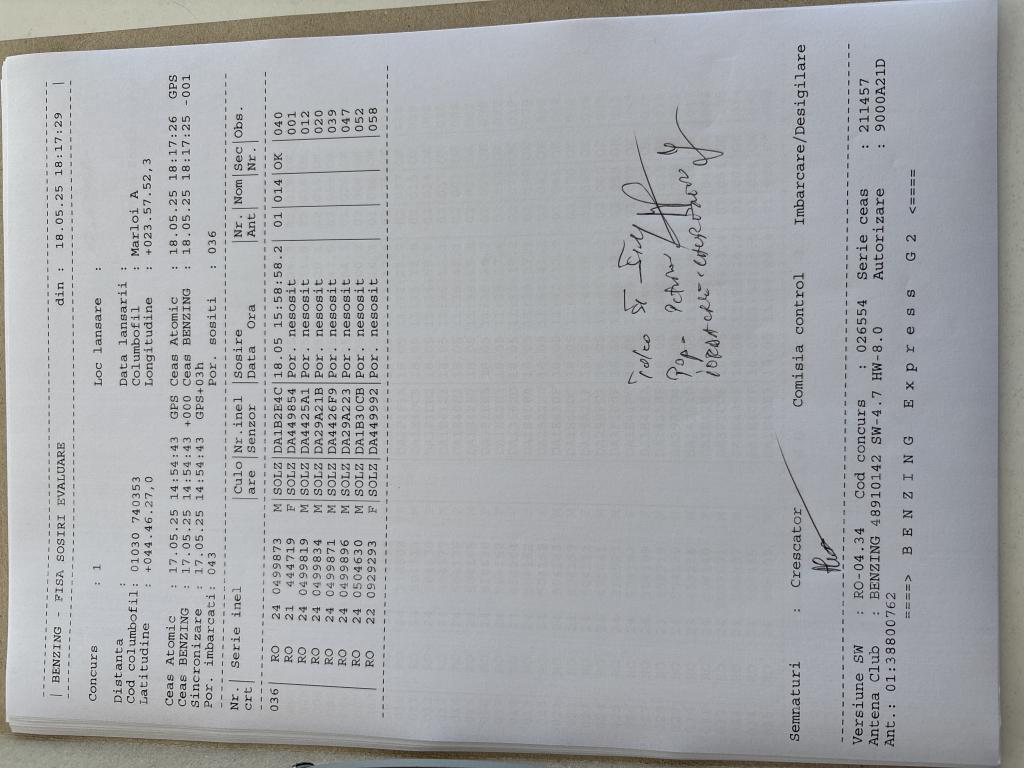 | BENZING - FISA SOSIRI EVALUARE din : 18.05.25 18:17:29 |
Concurs : 1 Loc lansare :
Distanta : Data lansarii :
Cod columbofil: 01030 740353 Columbofil : Marloi A
Latitudine : +044.46.27,0 Longitudine : +023.57.52,3
Ceas Atomic : 17.05.25 14:54:43 GPS Ceas Atomic : 18.05.25 18:17:26 GPS
Ceas BENZING : 17.05.25 14:54:43 +000 Ceas BENZING : 18.05.25 18:17:25 -001
Sincronizare : 17.05.25 14:54:43 GPS+03h
Por. imbarcati: 043 Por. sositi : 036
Nr.| Serie inel |Culo|Nr.inel |Sosire |Nr.|Nom|Sec|Obs.
crt| |are |Senzor |Data Ora |Ant| |Nr.|
036 | RO 24 0499873 M|SOLZ|DA1B2E4C|18.05 15:58:58.2| 01|014|OK |040
| RO 21 444719 F|SOLZ|DA449854|Por. nesosit | | | |001
| RO 24 0499819 M|SOLZ|DA4425A1|Por. nesosit | | | |012
| RO 24 0499834 M|SOLZ|DA29A21B|Por. nesosit | | | |020
| RO 24 0499871 M|SOLZ|DA4426F9|Por. nesosit | | | |039
| RO 24 0499896 M|SOLZ|DA29A223|Por. nesosit | | | |047
| RO 24 0504630 M|SOLZ|DA1B30CB|Por. nesosit | | | |052
| RO 22 0929293 F|SOLZ|DA449992|Por. nesosit | | | |058
Semnaturi : Crescator Comisia control Imbarcare/Desigilare
Versiune SW : RO-04.34 Cod concurs : 026554 Serie ceas : 211457
Antena Club : BENZING 48910142 SW-4.7 HW-8.0 Autorizare : 9000A21D
Ant.: 01:38800762
====> B E N Z I N G E x p r e s s G 2 <====